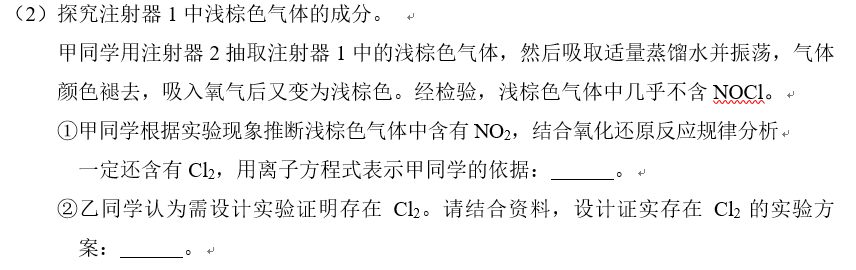 （2）探究注射器 1 中浅棕色气体的成分。 ↵
甲同学用注射器 2 抽取注射器 1 中的浅棕色气体，然后吸取适量蒸馏水并振荡，气体
颜色褪去，吸入氧气后又变为浅棕色。经检验，浅棕色气体中几乎不含 NOCl。↵
①甲同学根据实验现象推断浅棕色气体中含有 NO₂，结合氧化还原反应规律分析↵
一定还含有 Cl₂，用离子方程式表示甲同学的依据：______。↵
②乙同学认为需设计实验证明存在 Cl₂。请结合资料，设计证实存在 Cl₂ 的实验方
案：______。↵